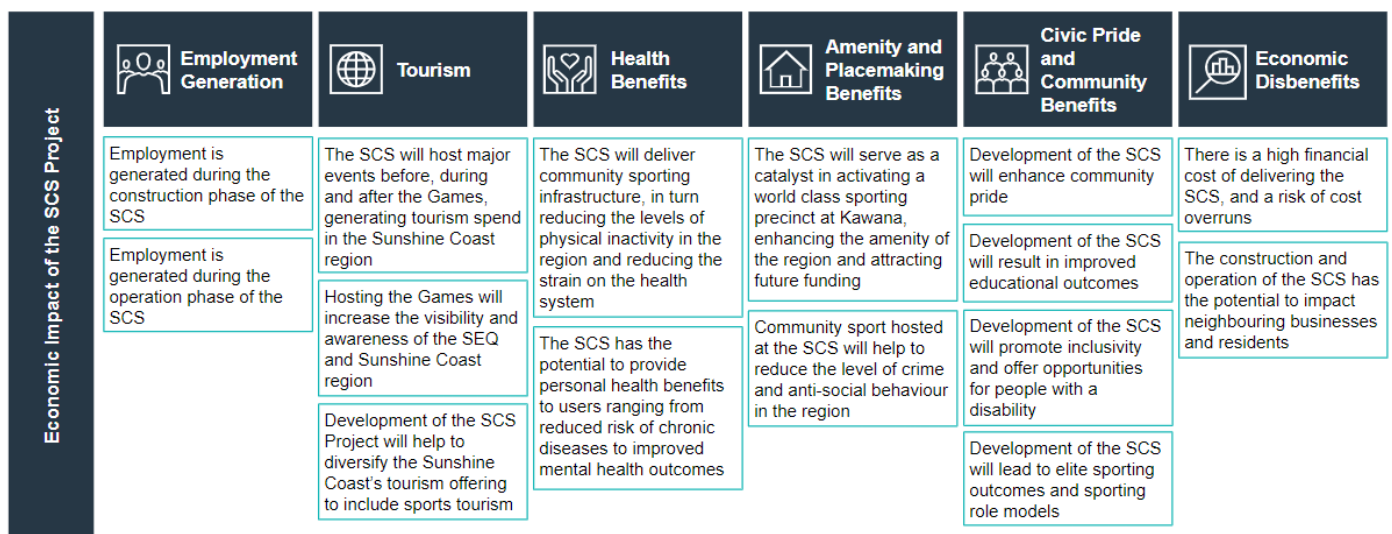 Economic Impact of the SCS Project
Employment
Generation
Employment is
generated during the
construction phase of the
SCS
Employment is
generated during the
operation phase of the
SCS
Tourism
The SCS will host major
events before, during
and after the Games,
generating tourism spend
in the Sunshine Coast
region
Hosting the Games will
increase the visibility and
awareness of the SEQ
and Sunshine Coast
region
Development of the SCS
Project will help to
diversify the Sunshine
Coast's tourism offering
to include sports tourism
Health
Benefits
The SCS will deliver
community sporting
infrastructure, in turn
reducing the levels of
physical inactivity in the
region and reducing the
strain on the health
system
The SCS has the
potential to provide
personal health benefits
to users ranging from
reduced risk of chronic
diseases to improved
mental health outcomes
Amenity and
Placemaking
Benefits
The SCS will serve as a
catalyst in activating a
world class sporting
precinct at Kawana,
enhancing the amenity of
the region and attracting
future funding
Community sport hosted
at the SCS will help to
reduce the level of crime
and anti-social behaviour
in the region
Civic Pride
and
Community
Benefits
Development of the SCS
will enhance community
pride
Development of the SCS
will result in improved
educational outcomes
Development of the SCS
will promote inclusivity
and offer opportunities
for people with a
disability
Development of the SCS
will lead to elite sporting
outcomes and sporting
role models
Economic
Disbenefits
There is a high financial
cost of delivering the
SCS, and a risk of cost
overruns
The construction and
operation of the SCS has
the potential to impact
neighbouring businesses
and residents